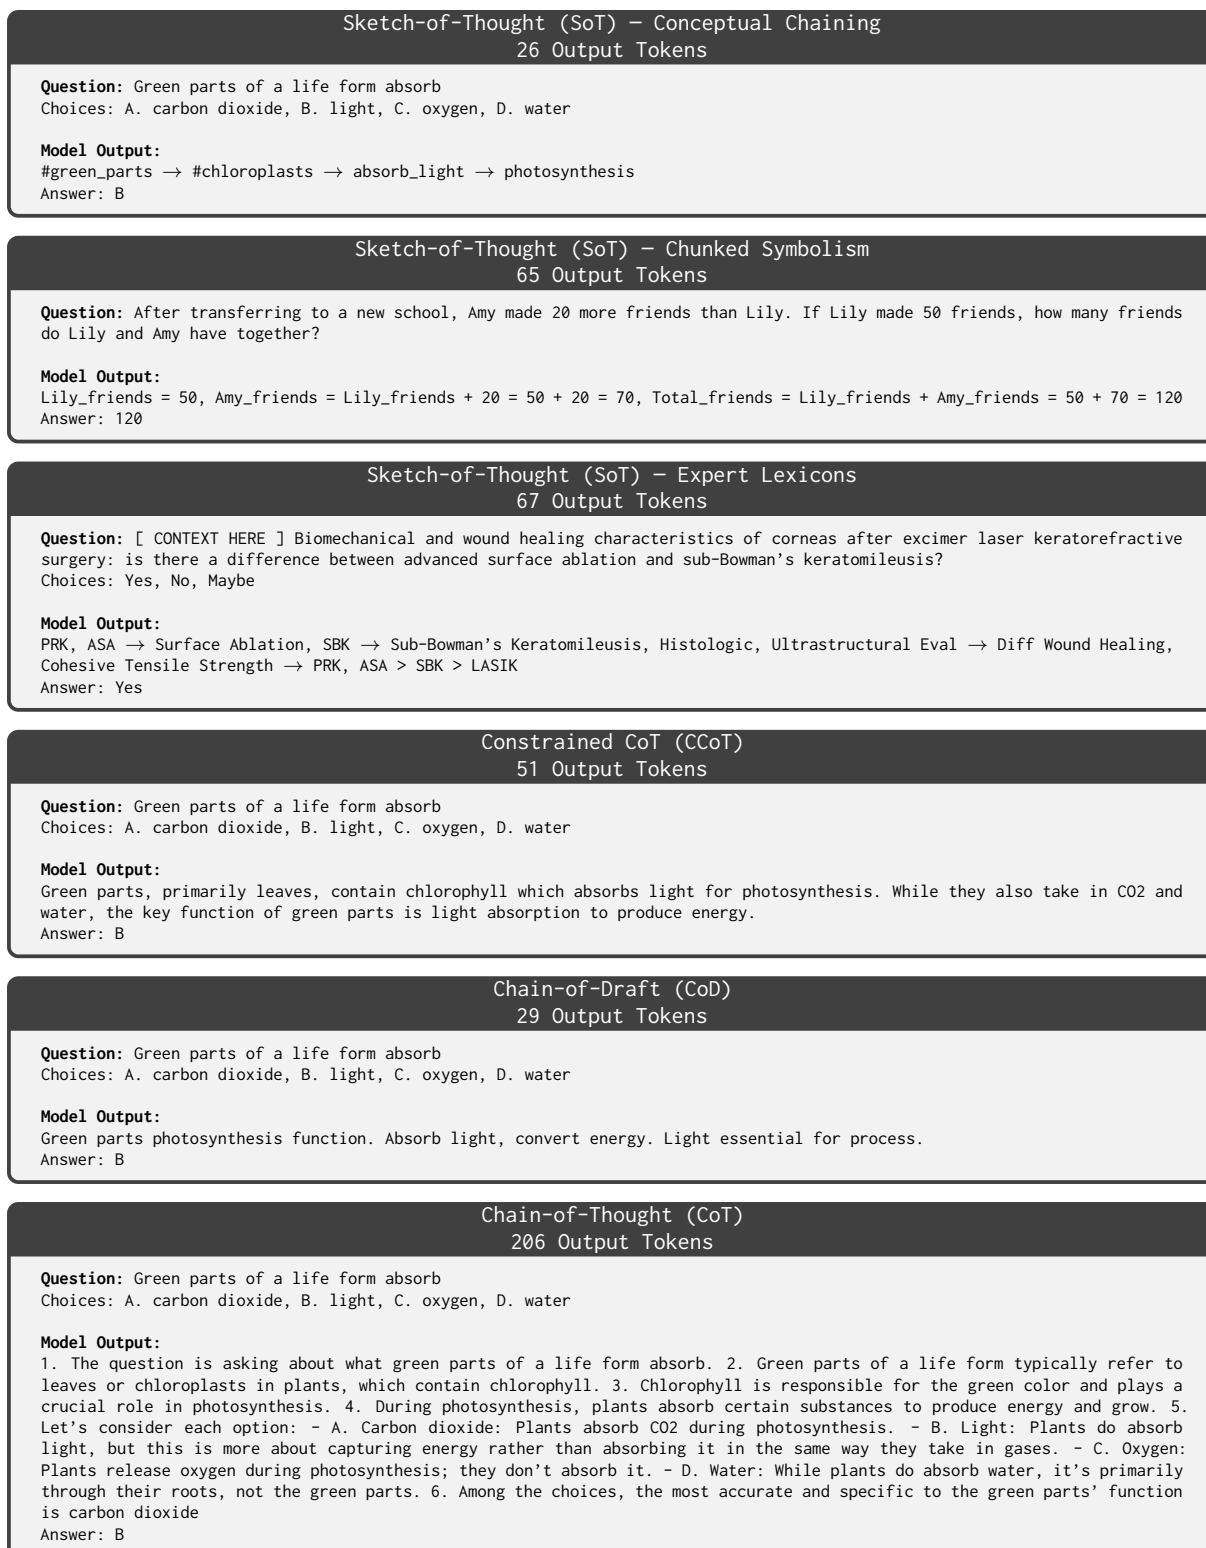 Sketch-of-Thought (SoT) — Conceptual Chaining
26 Output Tokens
Question: Green parts of a life form absorb
Choices: A. carbon dioxide, B. light, C. oxygen, D. water
Model Output:
#green_parts → #chloroplasts → absorb_light → photosynthesis
Answer: B
Sketch-of-Thought (SoT) — Chunked Symbolism
65 Output Tokens
Question: After transferring to a new school, Amy made 20 more friends than Lily. If Lily made 50 friends, how many friends
do Lily and Amy have together?
Model Output:
Lily_friends = 50, Amy_friends = Lily_friends + 20 = 50 + 20 = 70, Total_friends = Lily_friends + Amy_friends = 50 + 70 = 120
Answer: 120
Sketch-of-Thought (SoT) — Expert Lexicons
67 Output Tokens
Question: [ CONTEXT HERE ] Biomechanical and wound healing characteristics of corneas after excimer laser keratorefractive
surgery: is there a difference between advanced surface ablation and sub-Bowman's keratomileusis?
Choices: Yes, No, Maybe
Model Output:
PRK, ASA → Surface Ablation, SBK → Sub-Bowman's Keratomileusis, Histologic, Ultrastructural Eval → Diff Wound Healing,
Cohesive Tensile Strength → PRK, ASA > SBK > LASIK
Answer: Yes
Constrained CoT (CCoT)
51 Output Tokens
Question: Green parts of a life form absorb
Choices: A. carbon dioxide, B. light, C. oxygen, D. water
Model Output:
Green parts, primarily leaves, contain chlorophyll which absorbs light for photosynthesis. While they also take in CO2 and
water, the key function of green parts is light absorption to produce energy.
Answer: B
Chain-of-Draft (CoD)
29 Output Tokens
Question: Green parts of a life form absorb
Choices: A. carbon dioxide, B. light, C. oxygen, D. water
Model Output:
Green parts photosynthesis function. Absorb light, convert energy. Light essential for process.
Answer: B
Chain-of-Thought (CoT)
206 Output Tokens
Question: Green parts of a life form absorb
Choices: A. carbon dioxide, B. light, C. oxygen, D. water
Model Output:
1. The question is asking about what green parts of a life form absorb. 2. Green parts of a life form typically refer to
leaves or chloroplasts in plants, which contain chlorophyll. 3. Chlorophyll is responsible for the green color and plays a
crucial role in photosynthesis. 4. During photosynthesis, plants absorb certain substances to produce energy and grow. 5.
Let's consider each option: - A. Carbon dioxide: Plants absorb CO2 during photosynthesis. - B. Light: Plants do absorb
light, but this is more about capturing energy rather than absorbing it in the same way they take in gases. - C. Oxygen:
Plants release oxygen during photosynthesis; they don't absorb it. - D. Water: While plants do absorb water, it's primarily
through their roots, not the green parts. 6. Among the choices, the most accurate and specific to the green parts' function
is carbon dioxide
Answer: B